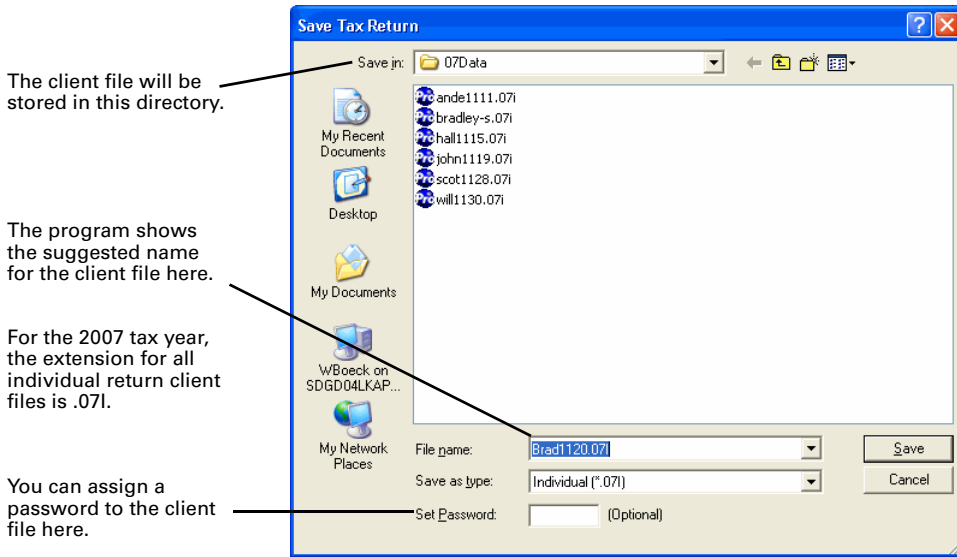 Save Tax Return
Save in: 07Data
The client file will be
stored in this directory.
My Recent
Documents
Desktop
My Documents
WBoeck on
SDGD04LKAP...
My Network
Places
ande1111.07i
bradley-s.07i
hall1115.07i
john1119.07i
scot1128.07i
will1130.07i
The program shows
the suggested name
for the client file here.
For the 2007 tax year,
the extension for all
individual return client
files is .07I.
You can assign a
password to the client
file here.
File name: Brad1120.07I Save
Save as type: Individual (*.07I) Cancel
Set Password: (Optional)